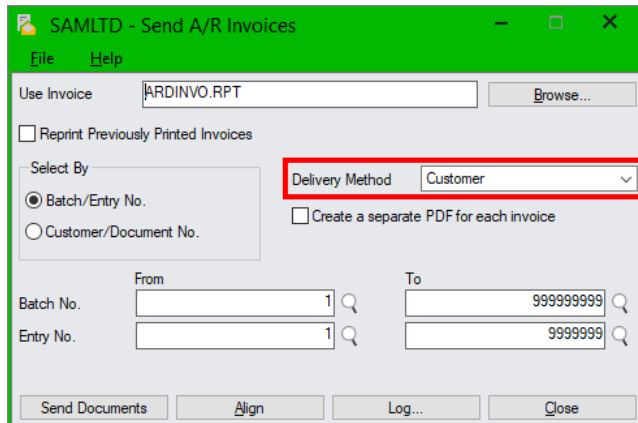 SAMLTD - Send A/R Invoices
File Help
Use Invoice ARDINVO.RPT Browse...
Reprint Previously Printed Invoices
Select By
Delivery Method Customer
Batch/Entry No.
Create a separate PDF for each invoice
Customer/Document No.
From To
Batch No. 1 999999999
Entry No. 1 9999999
Send Documents Align Log... Close